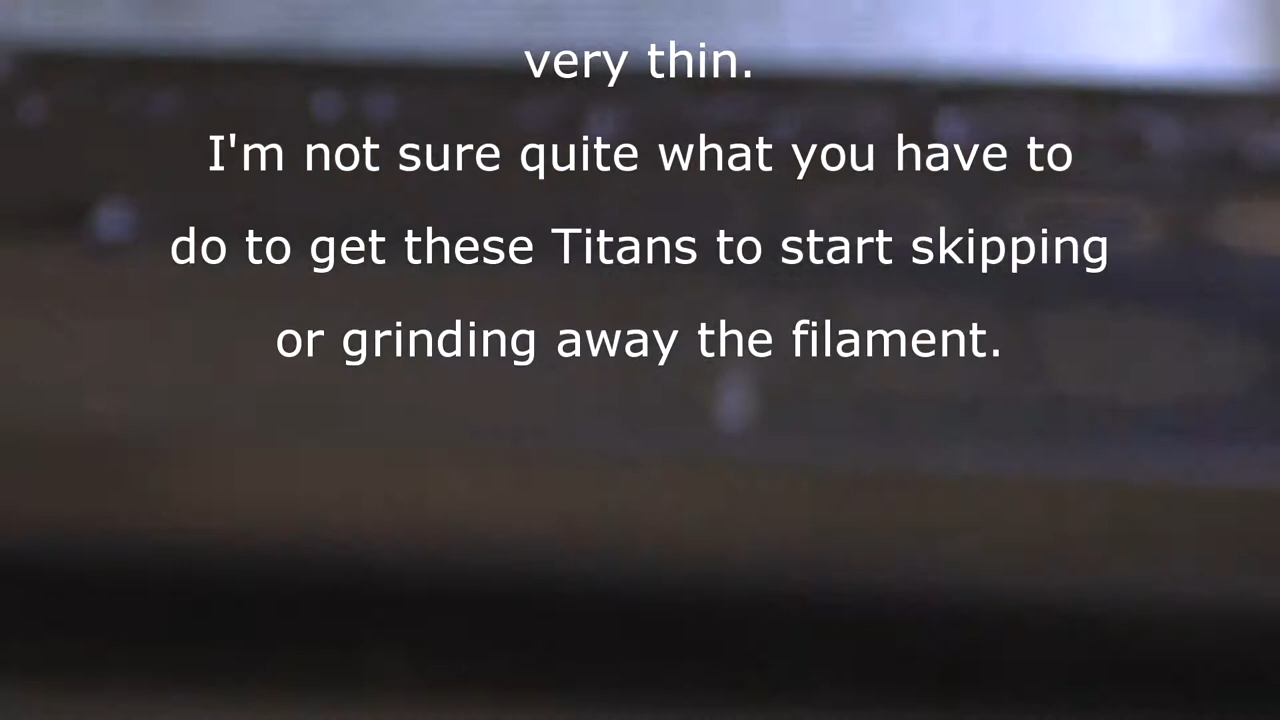 very thin.
I'm not sure quite what you have to
do to get these Titans to start skipping
or grinding away the filament.